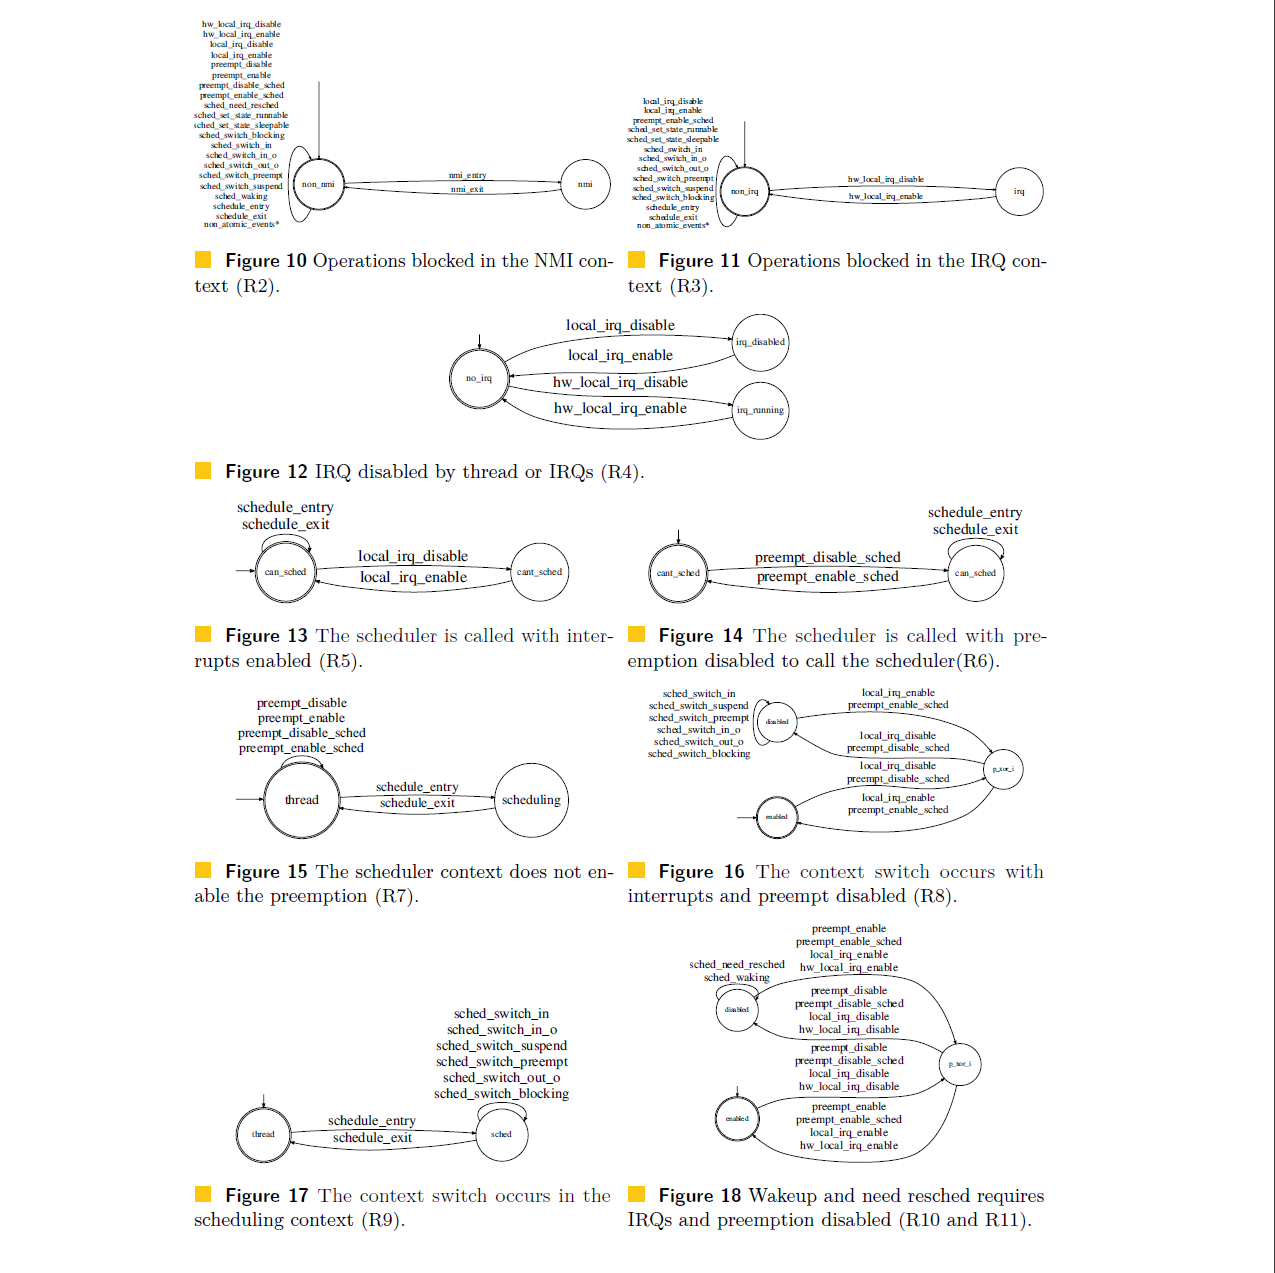 hw_local_irq_disable
hw_local_irq_enable
local_irq_disable
local_irq_enable
preempt_disable
preempt_enable
preempt_disable_sched
preempt_enable_sched
sched_need_resched
sched_set_state_runnable
sched_set_state_sleepable
sched_switch_blocking
sched_switch_in
sched_switch_in_o
sched_switch_out_o
sched_switch_preempt
sched_switch_suspend
sched_waking
schedule_entry
schedule_exit
non_atomic_events*
non_nmi
nmi_entry
nmi_exit
nmi
local_irq_disable
local_irq_enable
preempt_enable_sched
sched_set_state_runnable
sched_set_state_sleepable
sched_switch_in
sched_switch_in_o
sched_switch_out_o
sched_switch_preempt
sched_switch_suspend
sched_switch_blocking
schedule_entry
schedule_exit
non_atomic_events*
non_irq
hw_local_irq_disable
hw_local_irq_enable
irq
Figure 10 Operations blocked in the NMI con-
text (R2).
Figure 11 Operations blocked in the IRQ con-
text (R3).
local_irq_disable
irq_disabled
local_irq_enable
no_irq
hw_local_irq_disable
hw_local_irq_enable
irq_running
Figure 12 IRQ disabled by thread or IRQs (R4).
schedule_entry
schedule_exit
can_sched
local_irq_disable
local_irq_enable
cant_sched
schedule_entry
schedule_exit
cant_sched
preempt_disable_sched
preempt_enable_sched
can_sched
Figure 13 The scheduler is called with inter-
rupts enabled (R5).
Figure 14 The scheduler is called with pre-
emption disabled to call the scheduler(R6).
preempt_disable
preempt_enable
preempt_disable_sched
preempt_enable_sched
thread
schedule_entry
schedule_exit
scheduling
sched_switch_in
sched_switch_suspend
sched_switch_preempt
sched_switch_in_o
sched_switch_out_o
sched_switch_blocking
disabled
local_irq_enable
preempt_enable_sched
local_irq_disable
preempt_disable_sched
p_xor_i
local_irq_disable
preempt_disable_sched
local_irq_enable
preempt_enable_sched
enabled
Figure 15 The scheduler context does not en-
able the preemption (R7).
Figure 16 The context switch occurs with
interrupts and preempt disabled (R8).
sched_switch_in
sched_switch_in_o
sched_switch_suspend
sched_switch_preempt
sched_switch_out_o
sched_switch_blocking
thread
schedule_entry
schedule_exit
sched
preempt_enable
preempt_enable_sched
local_irq_enable
hw_local_irq_enable
sched_need_resched
sched_waking
disabled
preempt_disable
preempt_disable_sched
local_irq_disable
hw_local_irq_disable
preempt_disable
preempt_disable_sched
local_irq_disable
hw_local_irq_disable
p_xor_i
enabled
preempt_enable
preempt_enable_sched
local_irq_enable
hw_local_irq_enable
Figure 17 The context switch occurs in the
scheduling context (R9).
Figure 18 Wakeup and need resched requires
IRQs and preemption disabled (R10 and R11).